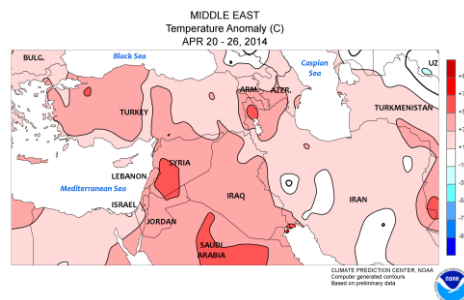 MIDDLE EAST
Temperature Anomaly (C)
APR 20 - 26, 2014
BULG.
Black Sea
Caspian
Sea
UZ
ARM.
AZER.
TURKEY
TURKMENISTAN
SYRIA
LEBANON
Mediterranean Sea
IRAQ
IRAN
ISRAEL
JORDAN
SAUDI
ARABIA
CLIMATE PREDICTION CENTER, NOAA
Computer generated contours
Based on preliminary data